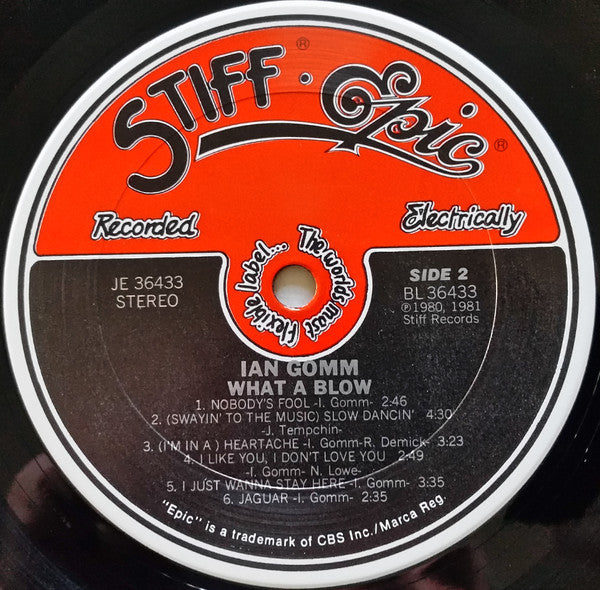 STIFF · Epic
®
®
Recorded
Electrically
The worlds most flexible label...
JE 36433
STEREO
SIDE 2
BL 36433
℗1980, 1981
Stiff Records
IAN GOMM
WHAT A BLOW
1. NOBODY'S FOOL -I. Gomm- 2:46
2. (SWAYIN' TO THE MUSIC) SLOW DANCIN' 4:30
-J. Tempchin-
3. (I'M IN A ) HEARTACHE -I. Gomm-R. Demick- 3:23
4. I LIKE YOU, I DON'T LOVE YOU 2:49
-I. Gomm- N. Lowe-
5. I JUST WANNA STAY HERE -I. Gomm- 3:35
6. JAGUAR -I. Gomm- 2:35
"Epic" is a trademark of CBS Inc./Marca Reg.